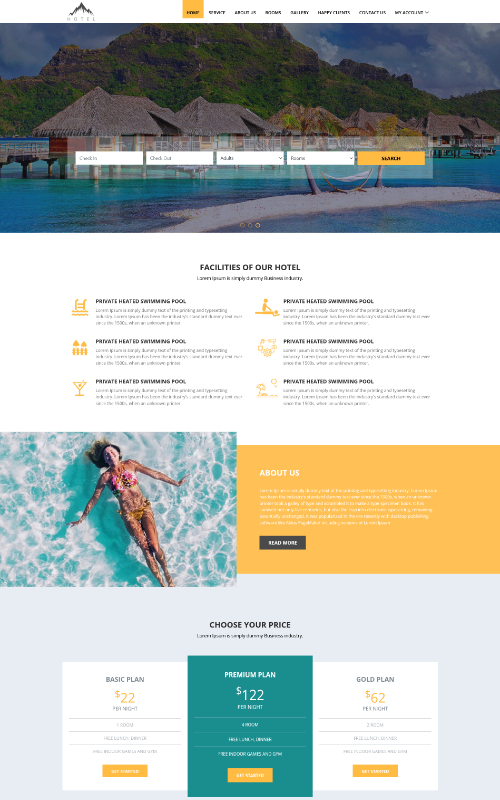 HOTEL
HOME SERVICE ABOUT US ROOMS GALLERY HAPPY CLIENTS CONTACT US MY ACCOUNT
Check In Check Out Adults Rooms SEARCH
FACILITIES OF OUR HOTEL
Lorem Ipsum is simply dummy Business industry.
PRIVATE HEATED SWIMMING POOL
Lorem Ipsum is simply dummy text of the printing and typesetting
industry. Lorem Ipsum has been the industry's standard dummy text ever
since the 1500s, when an unknown printer
PRIVATE HEATED SWIMMING POOL
Lorem Ipsum is simply dummy text of the printing and typesetting
industry. Lorem Ipsum has been the industry's standard dummy text ever
since the 1500s, when an unknown printer
PRIVATE HEATED SWIMMING POOL
Lorem Ipsum is simply dummy text of the printing and typesetting
industry. Lorem Ipsum has been the industry's standard dummy text ever
since the 1500s, when an unknown printer
PRIVATE HEATED SWIMMING POOL
Lorem Ipsum is simply dummy text of the printing and typesetting
industry. Lorem Ipsum has been the industry's standard dummy text ever
since the 1500s, when an unknown printer
PRIVATE HEATED SWIMMING POOL
Lorem Ipsum is simply dummy text of the printing and typesetting
industry. Lorem Ipsum has been the industry's standard dummy text ever
since the 1500s, when an unknown printer
PRIVATE HEATED SWIMMING POOL
Lorem Ipsum is simply dummy text of the printing and typesetting
industry. Lorem Ipsum has been the industry's standard dummy text ever
since the 1500s, when an unknown printer
ABOUT US
READ MORE
CHOOSE YOUR PRICE
Lorem Ipsum is simply dummy Business industry.
BASIC PLAN
$22
PER NIGHT
1 ROOM
FREE LUNCH, DINNER
FREE INDOOR GAMES AND GYM
GET STARTED
PREMIUM PLAN
$122
PER NIGHT
ROOM
FREE LUNCH, DINNER
FREE INDOOR GAMES AND GYM
GET STARTED
GOLD PLAN
$62
PER NIGHT
ROOM
FREE LUNCH, DINNER
FREE INDOOR GAMES AND GYM
GET STARTED